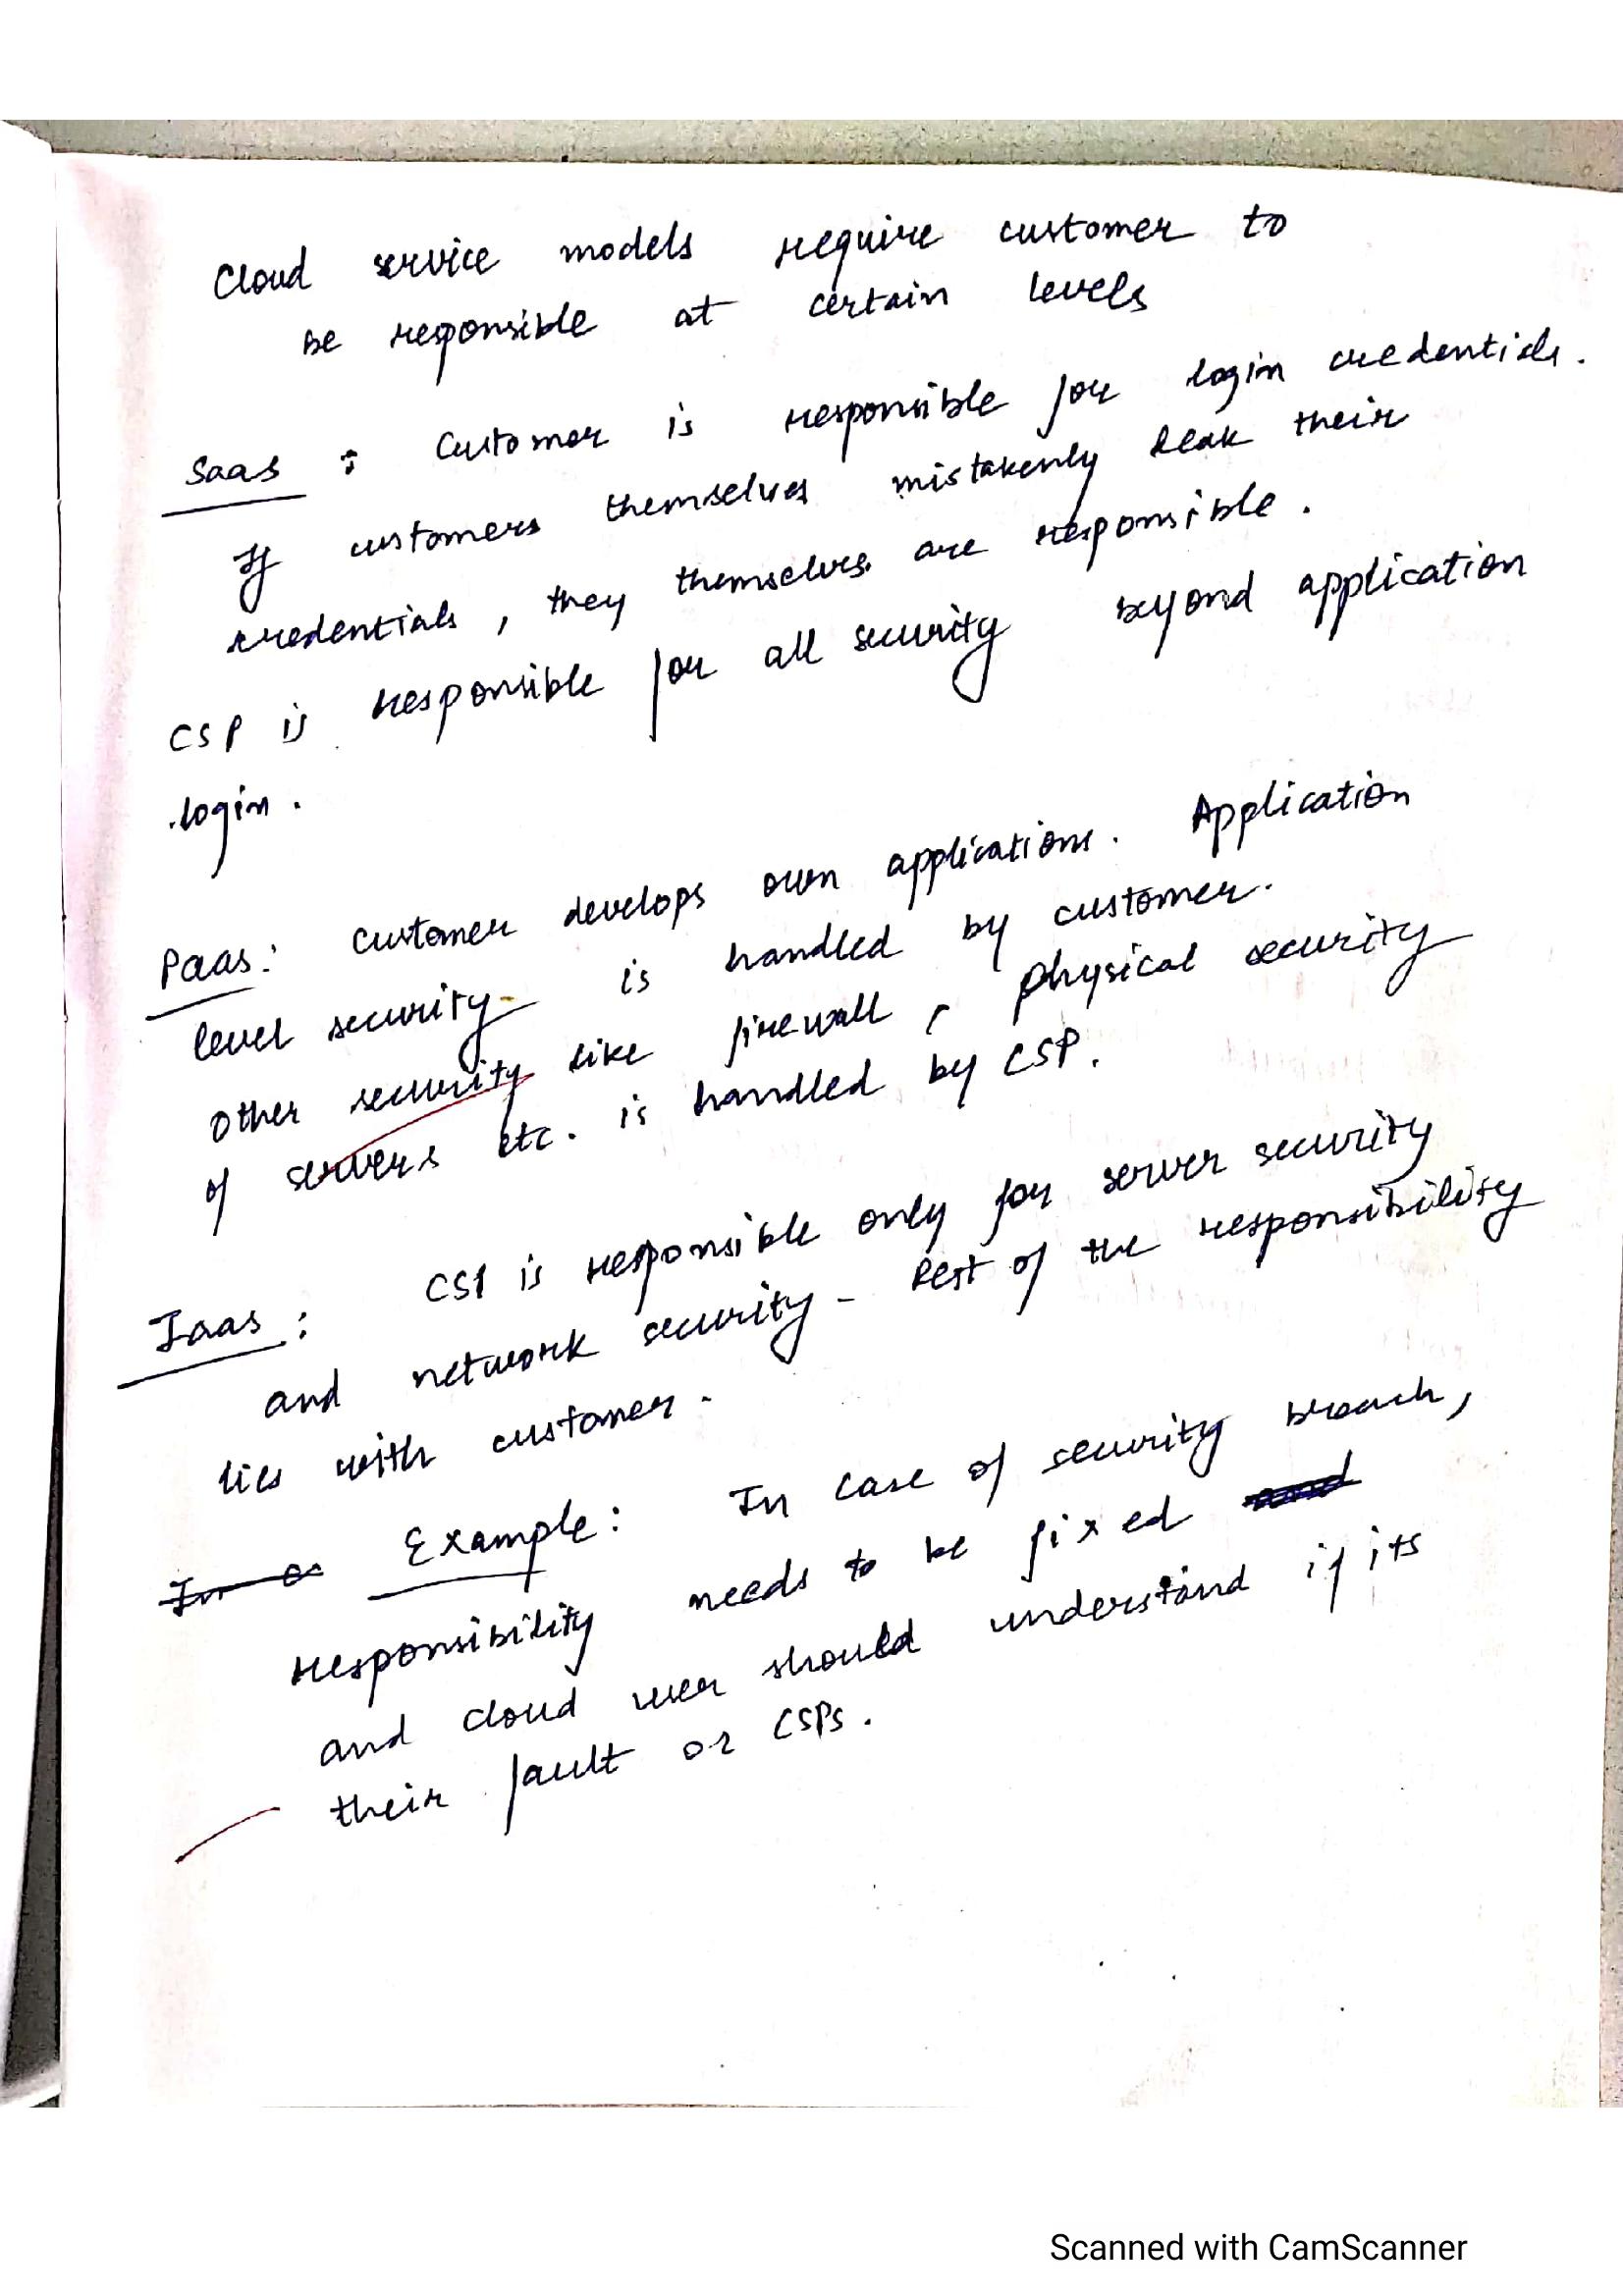 Cloud service models require customer to
be responsible at certain levels
Saas : Customer is responsible for login credentials.
If customers themselves mistakenly leak their
credentials, they themselves are responsible.
CSP is responsible for all security beyond application
login.
Paas: Customer develops own applications. Application
level security is handled by customer.
Other security like firewall, physical security
of servers etc. is handled by CSP.
Iaas: CSP is responsible only for server security
and network security - Rest of the responsibility
lies with customer.
Example: In case of security breach,
responsibility needs to be fixed
and cloud user should understand if its
their fault or CSPs.
Scanned with CamScanner